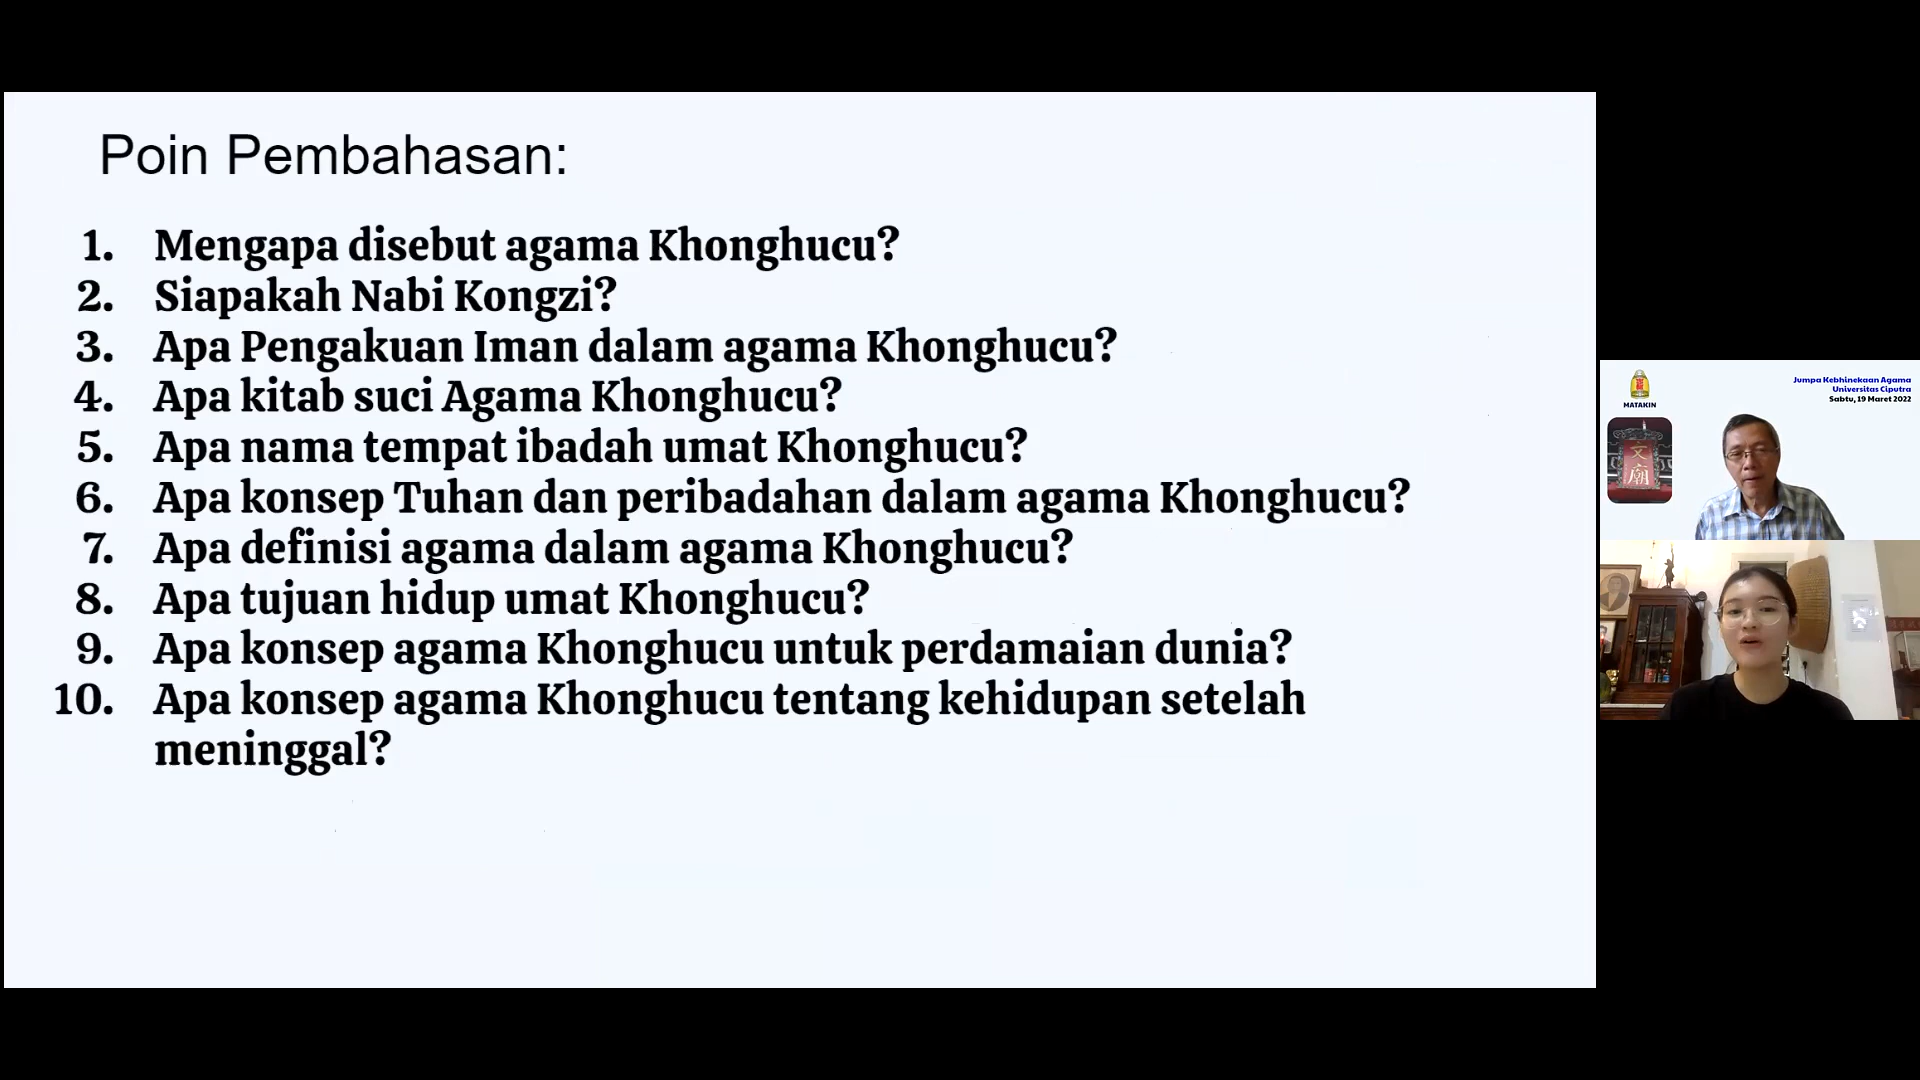 Poin Pembahasan:
1. Mengapa disebut agama Khonghucu?
2. Siapakah Nabi Kongzi?
3. Apa Pengakuan Iman dalam agama Khonghucu?
4. Apa kitab suci Agama Khonghucu?
5. Apa nama tempat ibadah umat Khonghucu?
6. Apa konsep Tuhan dan peribadahan dalam agama Khonghucu?
7. Apa definisi agama dalam agama Khonghucu?
8. Apa tujuan hidup umat Khonghucu?
9. Apa konsep agama Khonghucu untuk perdamaian dunia?
10. Apa konsep agama Khonghucu tentang kehidupan setelah
meninggal?
MATAKIN
Jumpa Kebhinekaan Agama
Universitas Ciputra
Sabtu, 19 Maret 2022
文
廟